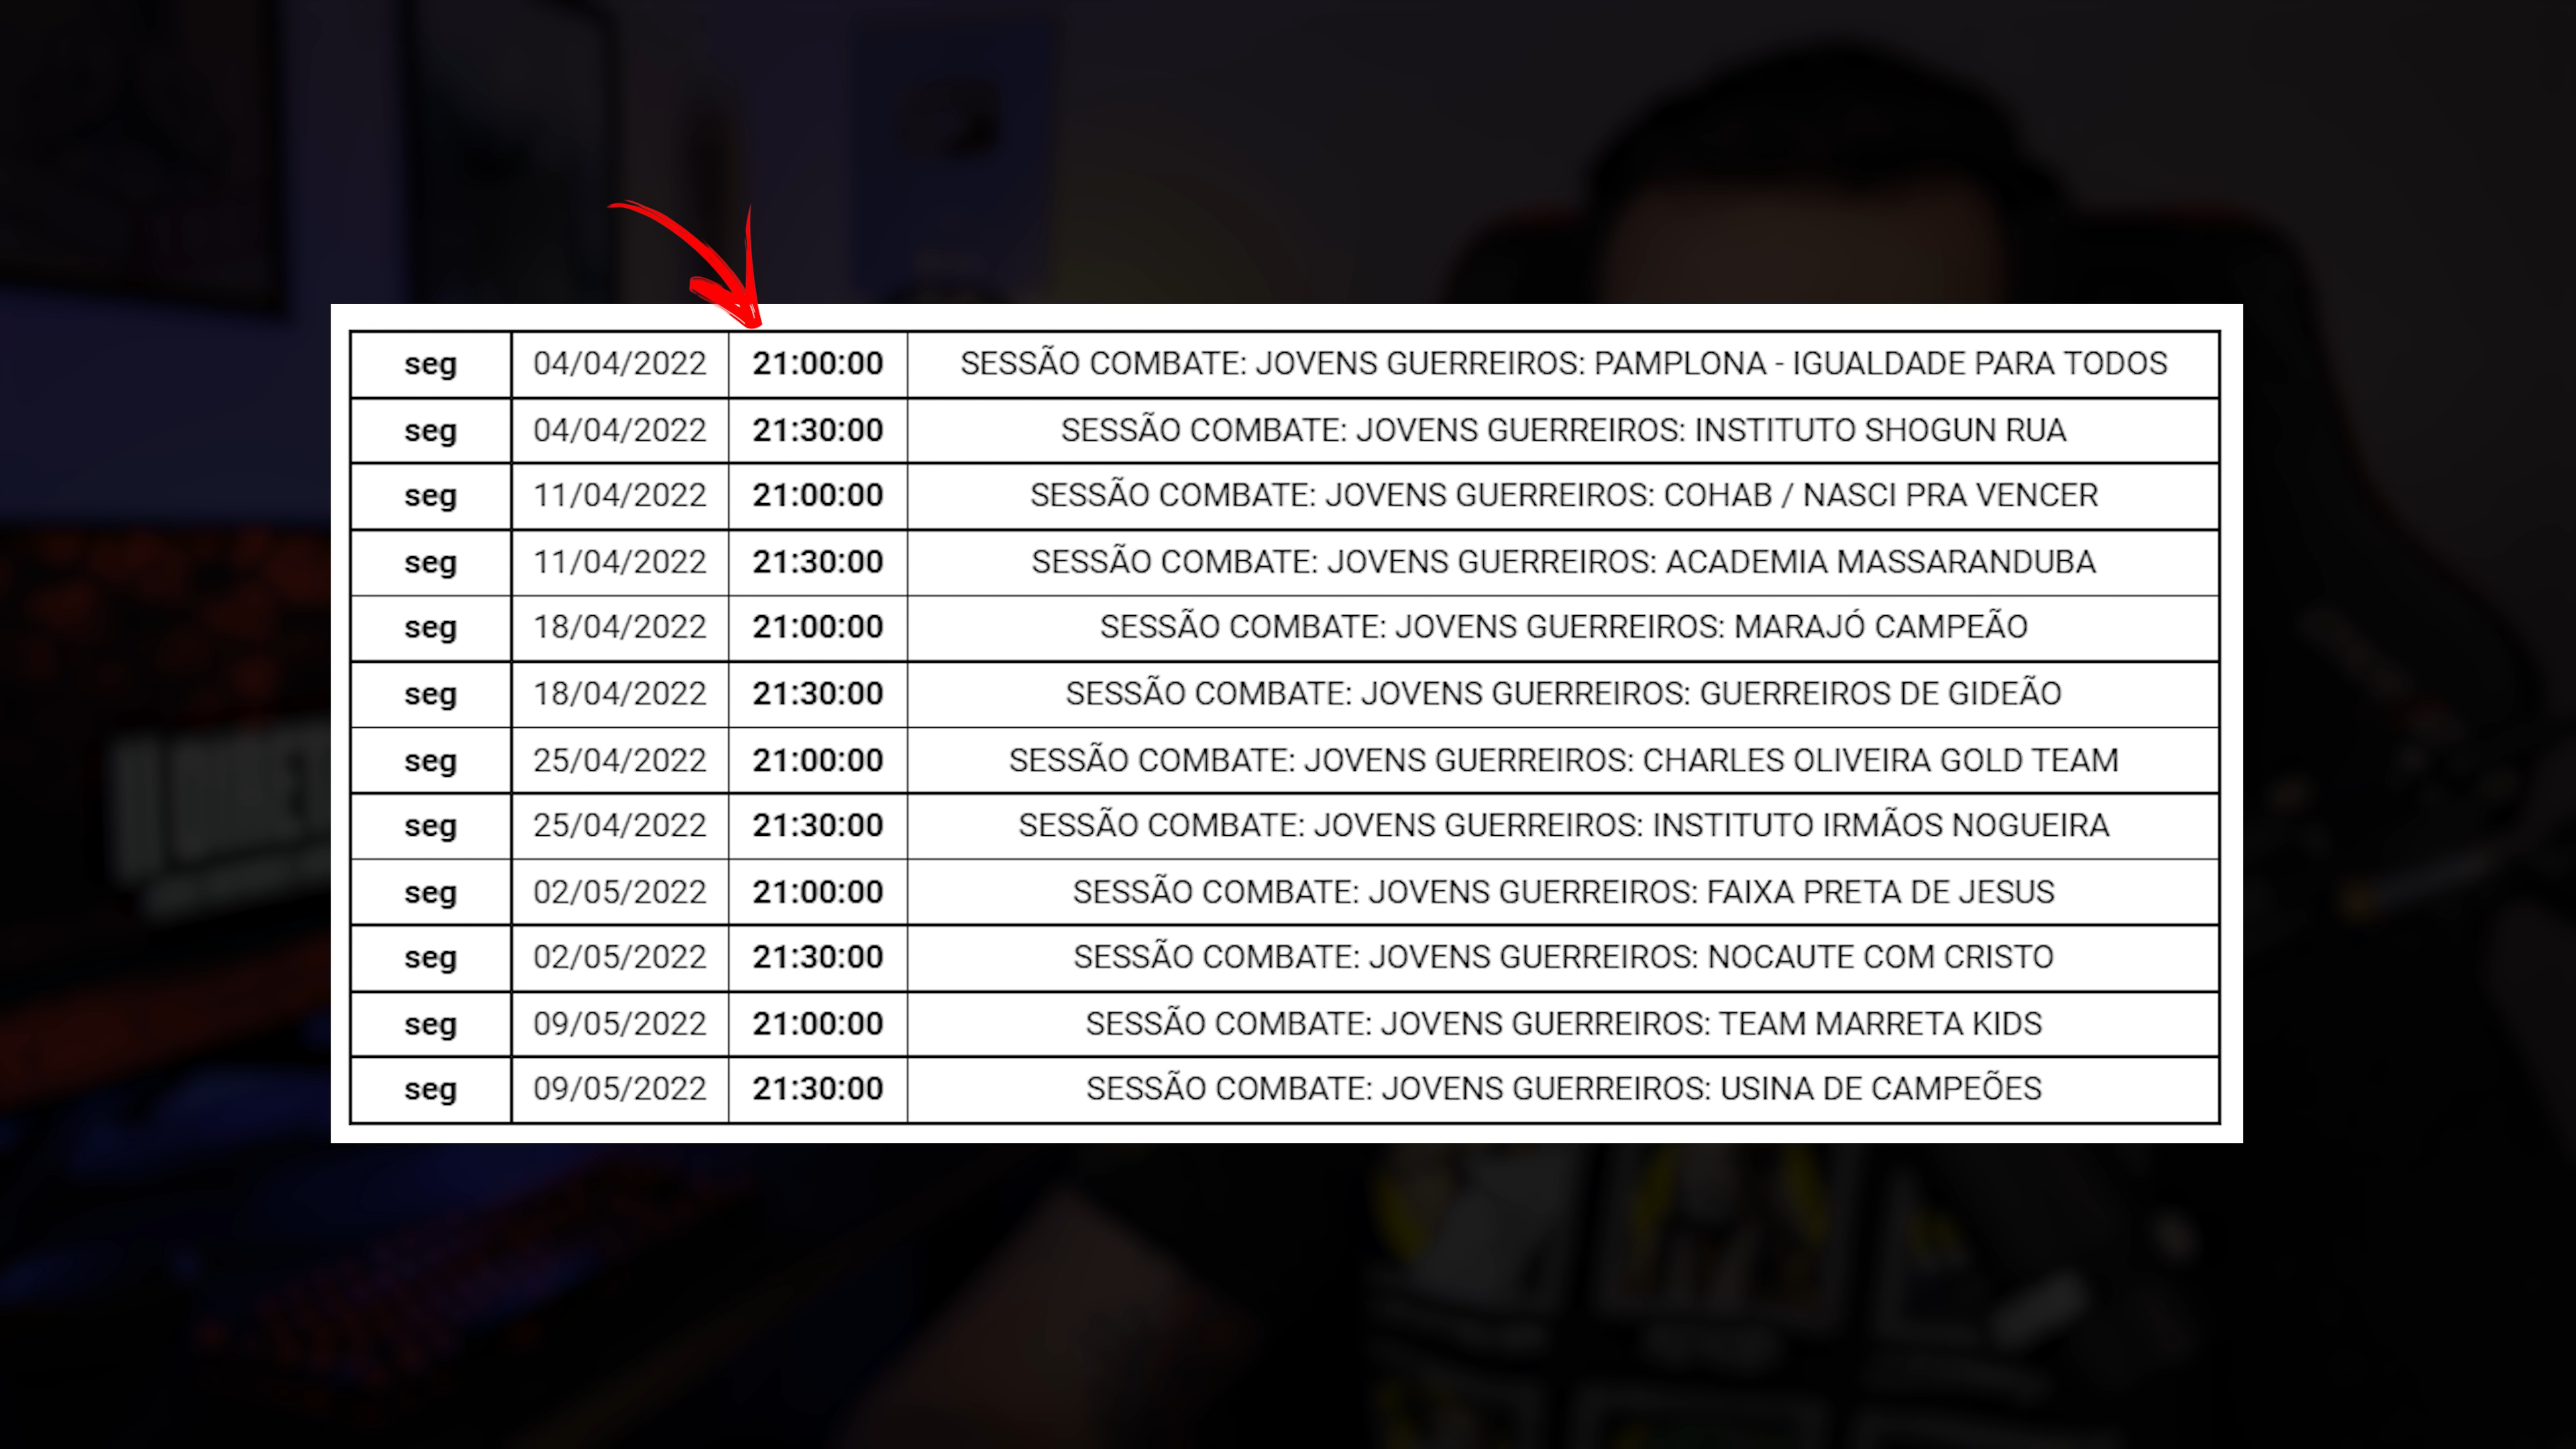 seg 04/04/2022 21:00:00 SESSÃO COMBATE: JOVENS GUERREIROS: PAMPLONA - IGUALDADE PARA TODOS
seg 04/04/2022 21:30:00 SESSÃO COMBATE: JOVENS GUERREIROS: INSTITUTO SHOGUN RUA
seg 11/04/2022 21:00:00 SESSÃO COMBATE: JOVENS GUERREIROS: COHAB / NASCI PRA VENCER
seg 11/04/2022 21:30:00 SESSÃO COMBATE: JOVENS GUERREIROS: ACADEMIA MASSARANDUBA
seg 18/04/2022 21:00:00 SESSÃO COMBATE: JOVENS GUERREIROS: MARAJÓ CAMPEÃO
seg 18/04/2022 21:30:00 SESSÃO COMBATE: JOVENS GUERREIROS: GUERREIROS DE GIDEÃO
seg 25/04/2022 21:00:00 SESSÃO COMBATE: JOVENS GUERREIROS: CHARLES OLIVEIRA GOLD TEAM
seg 25/04/2022 21:30:00 SESSÃO COMBATE: JOVENS GUERREIROS: INSTITUTO IRMÃOS NOGUEIRA
seg 02/05/2022 21:00:00 SESSÃO COMBATE: JOVENS GUERREIROS: FAIXA PRETA DE JESUS
seg 02/05/2022 21:30:00 SESSÃO COMBATE: JOVENS GUERREIROS: NOCAUTE COM CRISTO
seg 09/05/2022 21:00:00 SESSÃO COMBATE: JOVENS GUERREIROS: TEAM MARRETA KIDS
seg 09/05/2022 21:30:00 SESSÃO COMBATE: JOVENS GUERREIROS: USINA DE CAMPEÕES